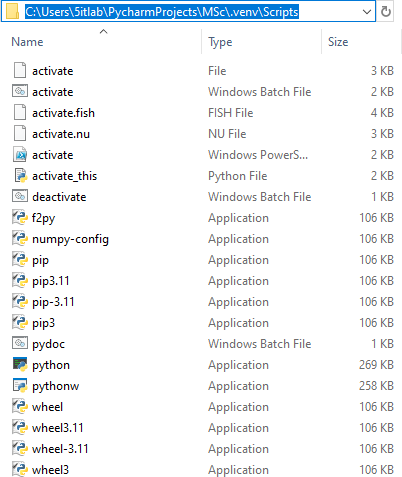 C:\Users\5itlab\PycharmProjects\MSc\.venv\Scripts
Name Type Size
activate File 3 KB
activate Windows Batch File 2 KB
activate.fish FISH File 4 KB
activate.nu NU File 3 KB
activate Windows PowerS... 2 KB
activate_this Python File 2 KB
deactivate Windows Batch File 1 KB
f2py Application 106 KB
numpy-config Application 106 KB
pip Application 106 KB
pip3.11 Application 106 KB
pip-3.11 Application 106 KB
pip3 Application 106 KB
pydoc Windows Batch File 1 KB
python Application 269 KB
pythonw Application 258 KB
wheel Application 106 KB
wheel3.11 Application 106 KB
wheel-3.11 Application 106 KB
wheel3 Application 106 KB